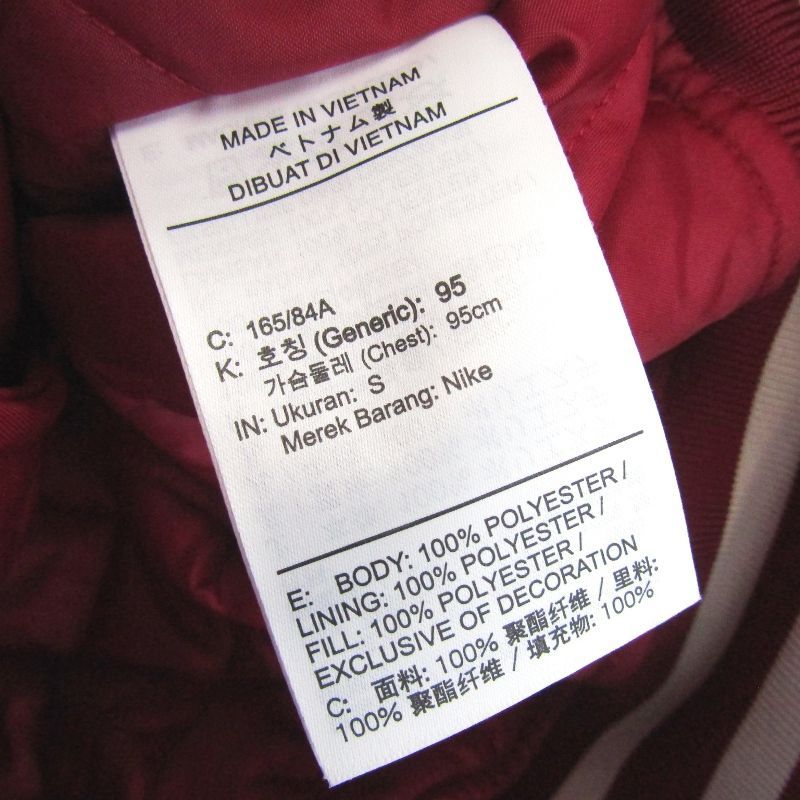 MADE IN VIETNAM
ベトナム製
DIBUAT DI VIETNAM
C: 165/84A
K: 호칭 (Generic): 95
가슴둘레 (Chest): 95cm
IN: Ukuran: S
Merek Barang: Nike
E: BODY: 100% POLYESTER /
LINING: 100% POLYESTER /
FILL: 100% POLYESTER /
EXCLUSIVE OF DECORATION
C: 面料: 100% 聚酯纤维 / 里料:
100% 聚酯纤维 / 填充物: 100%